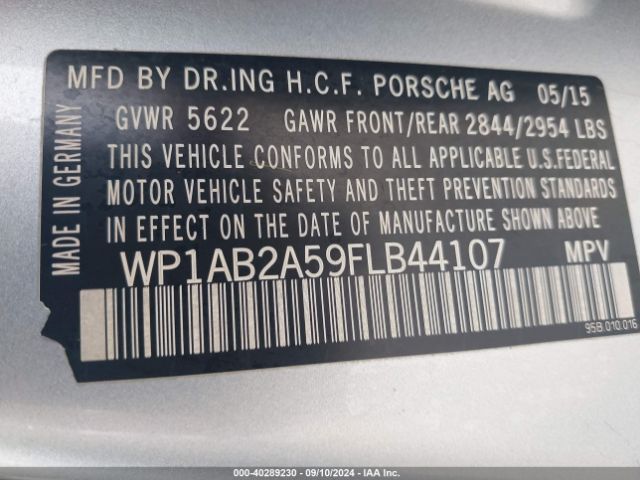 MFD BY DR.ING H.C.F. PORSCHE AG 05/15
GVWR 5622 GAWR FRONT/REAR 2844/2954 LBS
THIS VEHICLE CONFORMS TO ALL APPLICABLE U.S.FEDERAL
MOTOR VEHICLE SAFETY AND THEFT PREVENTION STANDARDS
IN EFFECT ON THE DATE OF MANUFACTURE SHOWN ABOVE
WP1AB2A59FLB44107 MPV
MADE IN GERMANY
95B.010.016
000-40289230 - 09/10/2024 - IAA Inc.